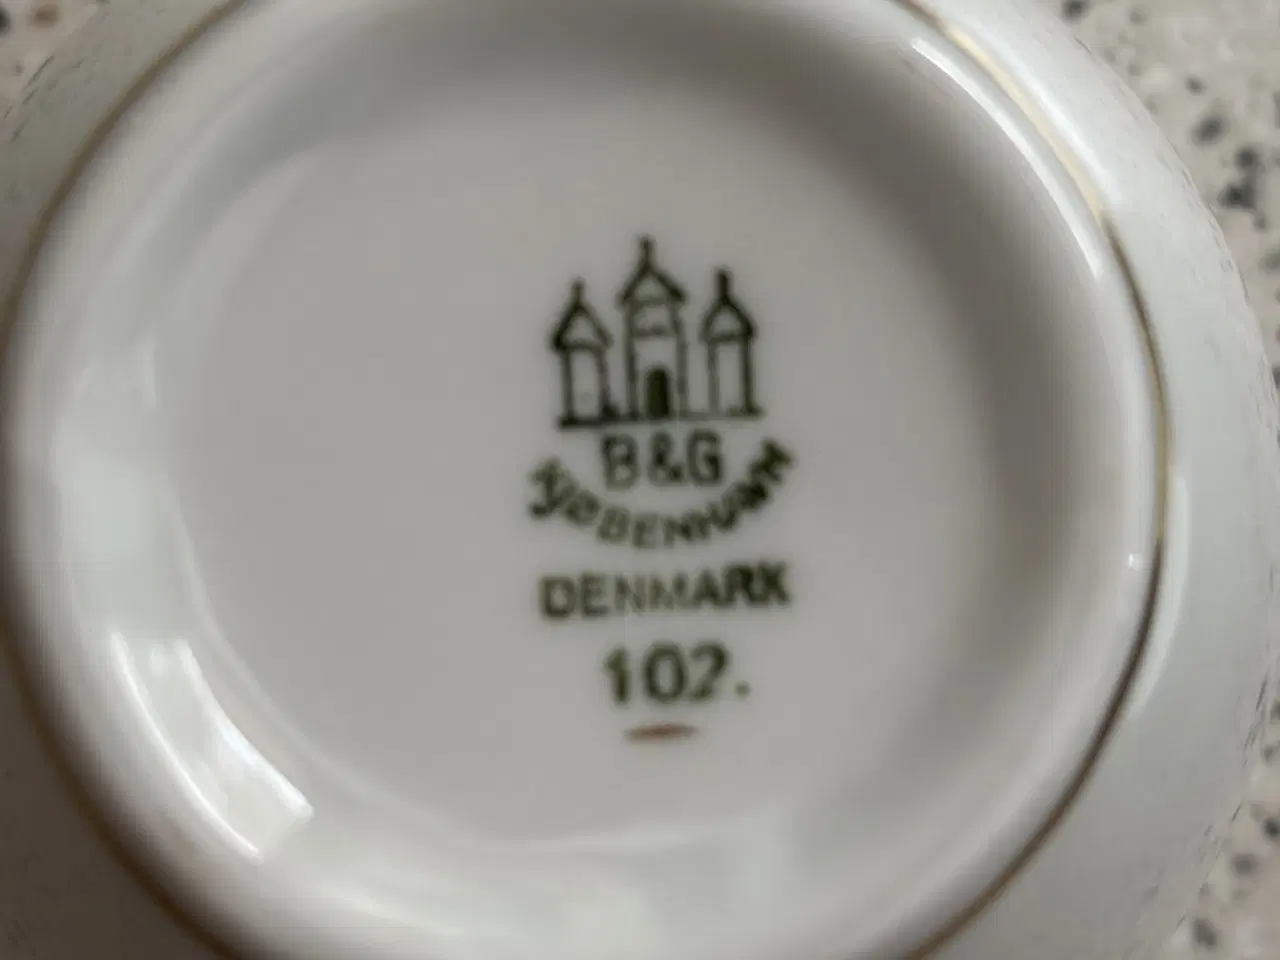 B&G
KJØBENHAVN
DENMARK
102.